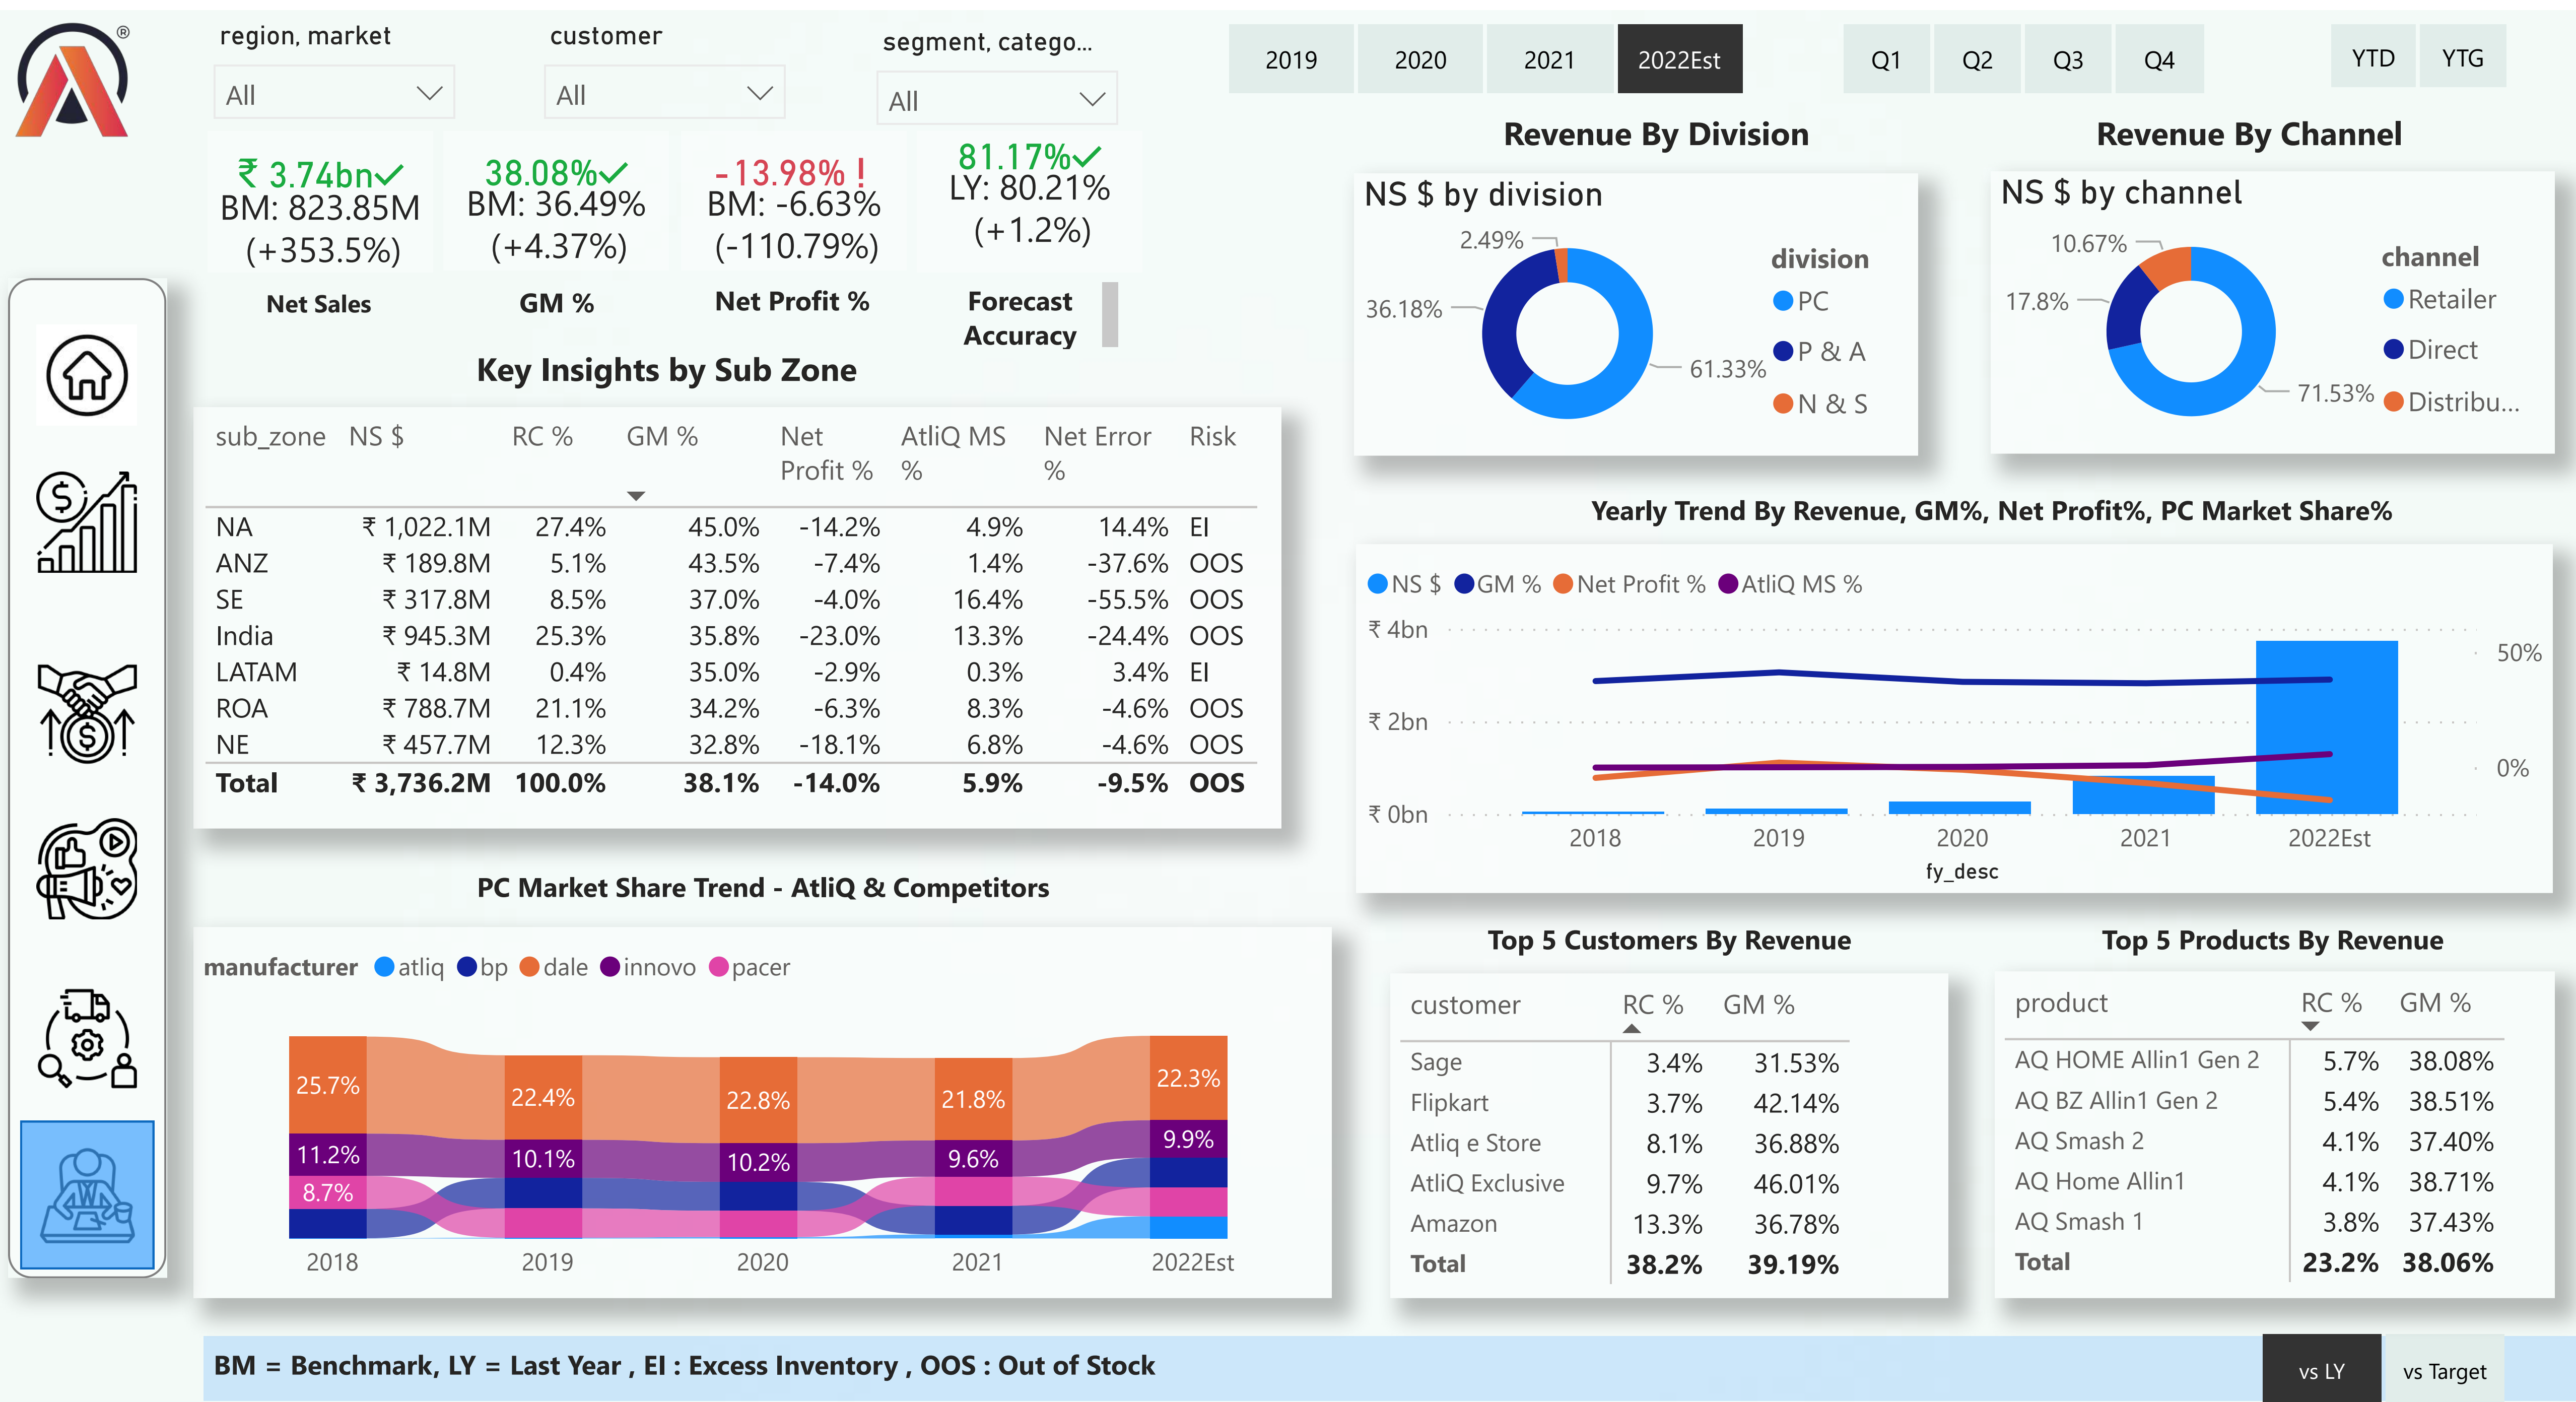 ®
region, market
customer
segment, catego...
All
All
All
2019 2020 2021 2022Est
Q1 Q2 Q3 Q4
YTD YTG
₹ 3.74bn
BM: 823.85M
(+353.5%)
Net Sales
38.08%
BM: 36.49%
(+4.37%)
GM %
-13.98% !
BM: -6.63%
(-110.79%)
Net Profit %
81.17%
LY: 80.21%
(+1.2%)
Forecast
Accuracy
Revenue By Division
NS $ by division
2.49%
36.18%
61.33%
division
PC
P & A
N & S
Revenue By Channel
NS $ by channel
10.67%
17.8%
71.53%
channel
Retailer
Direct
Distribu...
Key Insights by Sub Zone
sub_zone NS $ RC % GM % Net Profit % AtliQ MS % Net Error % Risk
NA ₹ 1,022.1M 27.4% 45.0% -14.2% 4.9% 14.4% EI
ANZ ₹ 189.8M 5.1% 43.5% -7.4% 1.4% -37.6% OOS
SE ₹ 317.8M 8.5% 37.0% -4.0% 16.4% -55.5% OOS
India ₹ 945.3M 25.3% 35.8% -23.0% 13.3% -24.4% OOS
LATAM ₹ 14.8M 0.4% 35.0% -2.9% 0.3% 3.4% EI
ROA ₹ 788.7M 21.1% 34.2% -6.3% 8.3% -4.6% OOS
NE ₹ 457.7M 12.3% 32.8% -18.1% 6.8% -4.6% OOS
Total ₹ 3,736.2M 100.0% 38.1% -14.0% 5.9% -9.5% OOS
Yearly Trend By Revenue, GM%, Net Profit%, PC Market Share%
NS $ GM % Net Profit % AtliQ MS %
₹ 4bn
50%
₹ 2bn
0%
₹ 0bn
2018 2019 2020 2021 2022Est
fy_desc
PC Market Share Trend - AtliQ & Competitors
manufacturer atliq bp dale innovo pacer
25.7% 22.4% 22.8% 21.8% 22.3%
11.2% 10.1% 10.2% 9.6% 9.9%
8.7%
2018 2019 2020 2021 2022Est
Top 5 Customers By Revenue
customer RC % GM %
Sage 3.4% 31.53%
Flipkart 3.7% 42.14%
Atliq e Store 8.1% 36.88%
AtliQ Exclusive 9.7% 46.01%
Amazon 13.3% 36.78%
Total 38.2% 39.19%
Top 5 Products By Revenue
product RC % GM %
AQ HOME Allin1 Gen 2 5.7% 38.08%
AQ BZ Allin1 Gen 2 5.4% 38.51%
AQ Smash 2 4.1% 37.40%
AQ Home Allin1 4.1% 38.71%
AQ Smash 1 3.8% 37.43%
Total 23.2% 38.06%
BM = Benchmark, LY = Last Year , EI : Excess Inventory , OOS : Out of Stock
vs LY vs Target